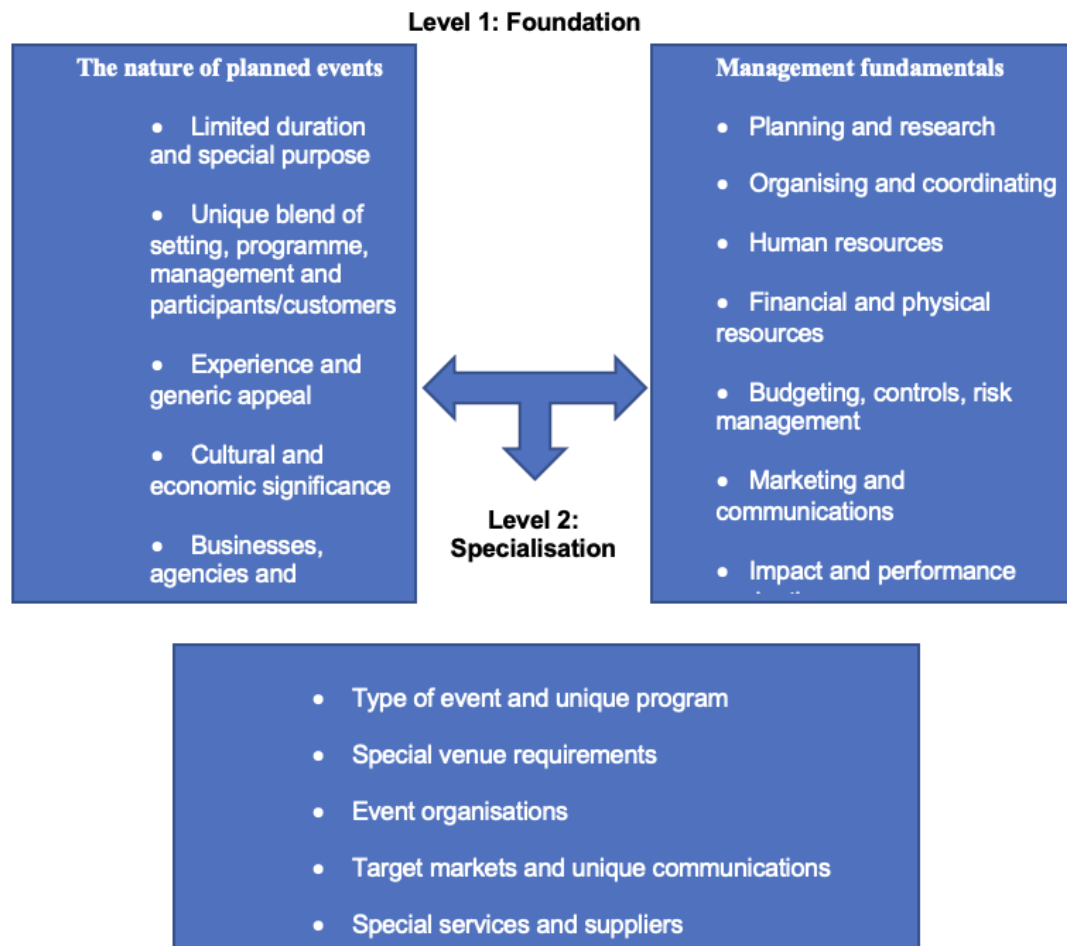 Level 1: Foundation
The nature of planned events
● Limited duration
and special purpose
● Unique blend of
setting, programme,
management and
participants/customers
● Experience and
generic appeal
● Cultural and
economic significance
● Businesses,
agencies and
Management fundamentals
● Planning and research
● Organising and coordinating
● Human resources
● Financial and physical
resources
● Budgeting, controls, risk
management
● Marketing and
communications
● Impact and performance
Level 2:
Specialisation
● Type of event and unique program
● Special venue requirements
● Event organisations
● Target markets and unique communications
● Special services and suppliers